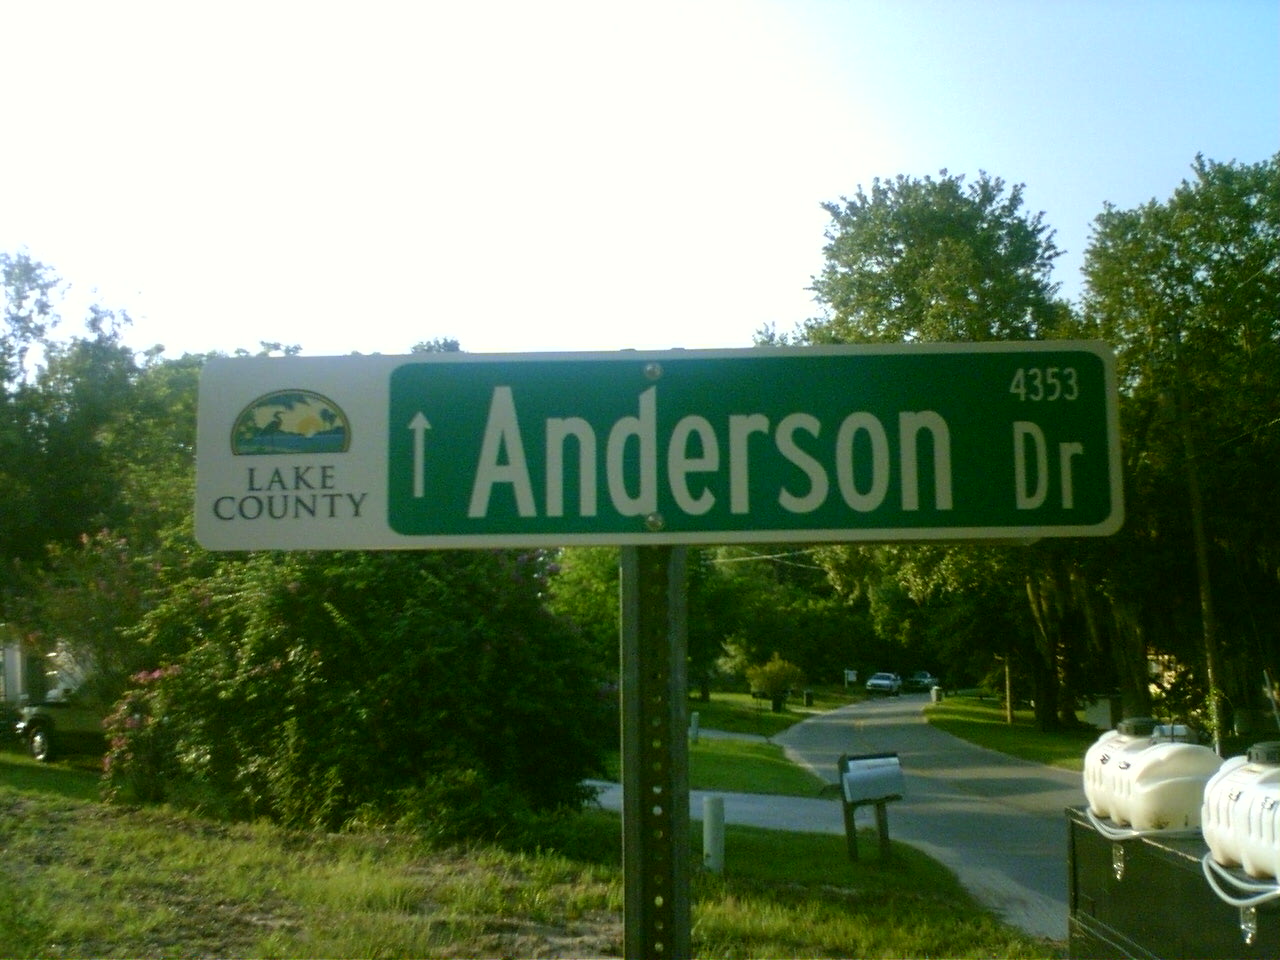 LAKE
COUNTY
↑ Anderson Dr
4353